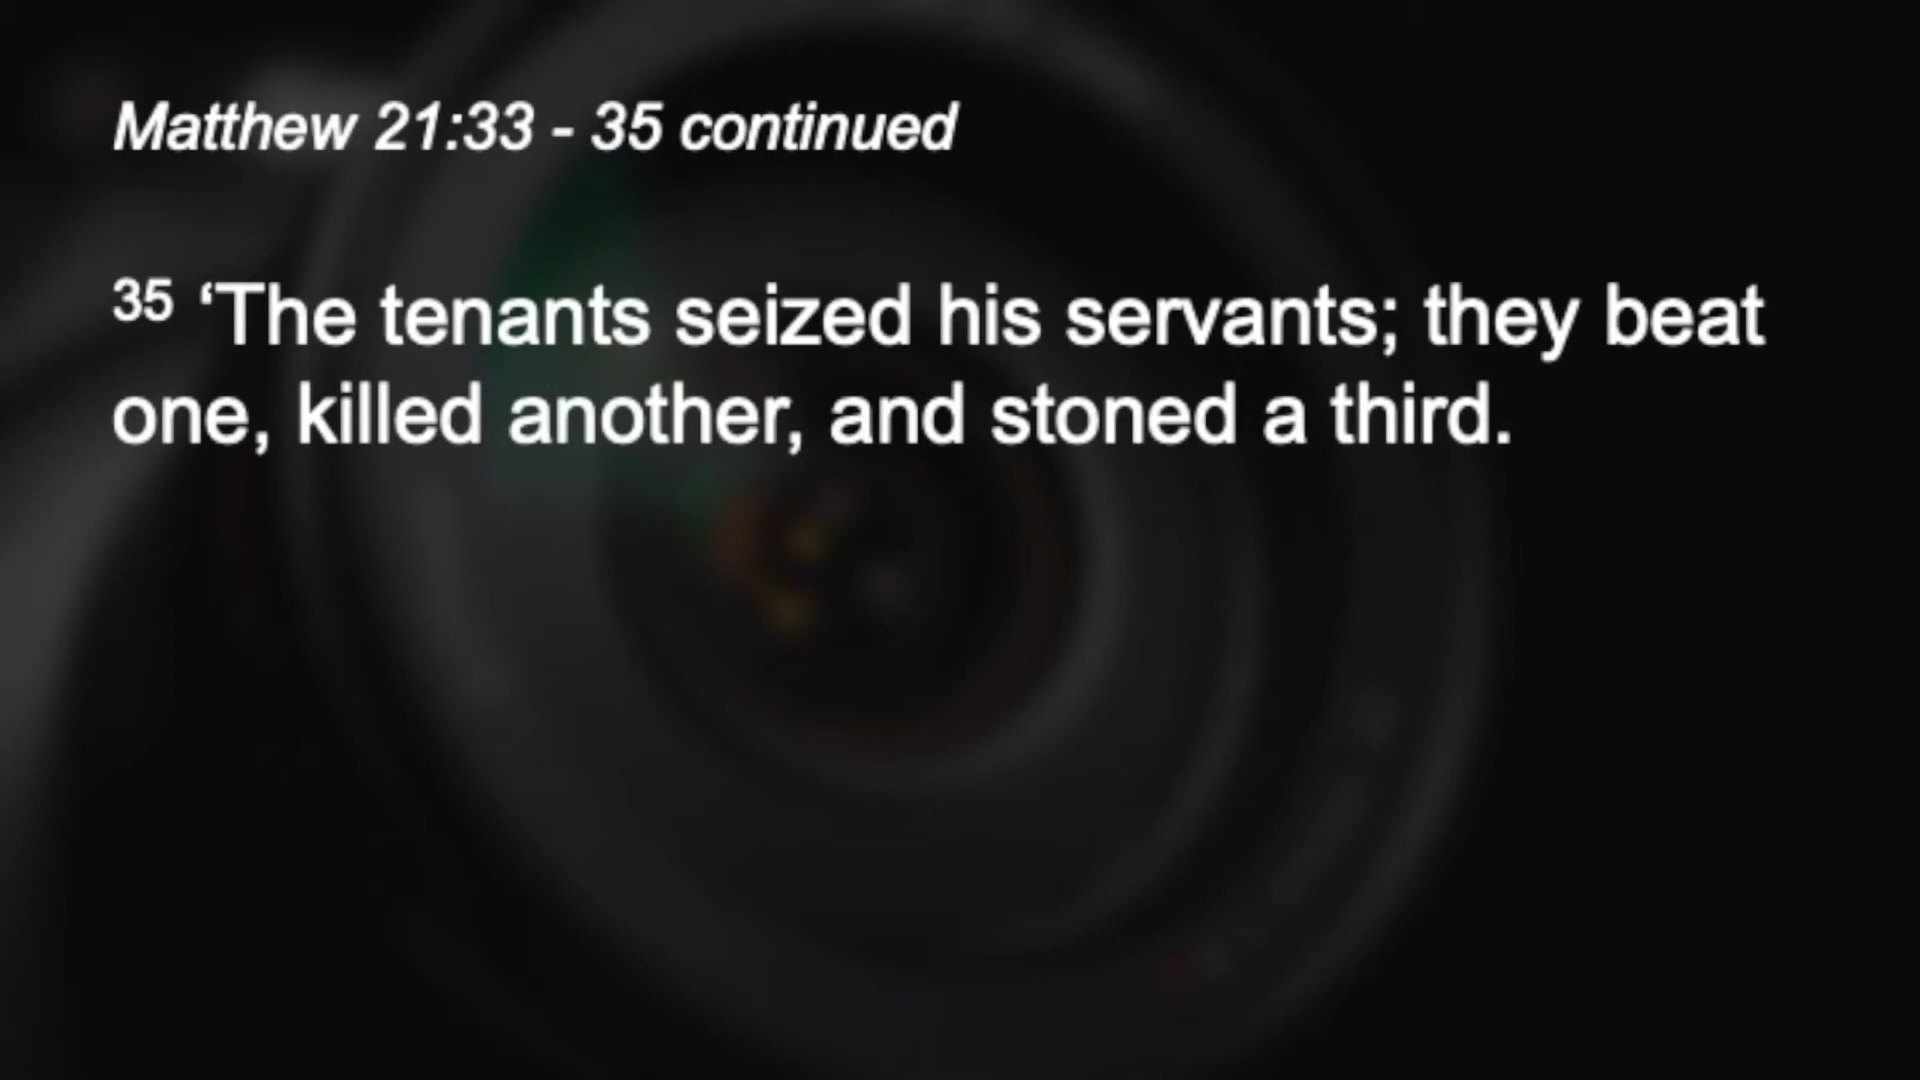 Matthew 21:33 - 35 continued
35 ‘The tenants seized his servants; they beat
one, killed another, and stoned a third.